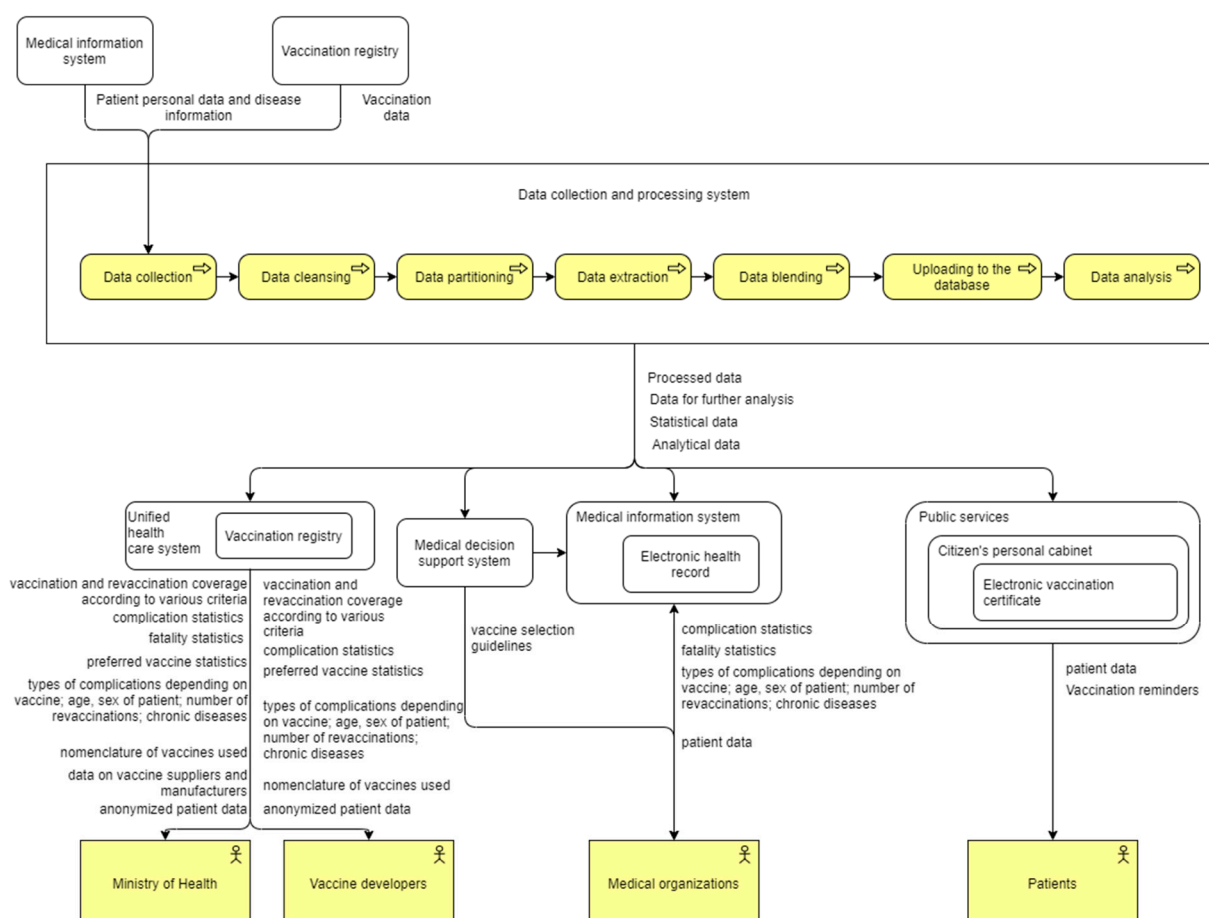 Medical information
system
Vaccination registry
Patient personal data and disease
information
Vaccination
data
Data collection and processing system
Data collection
Data cleansing
Data partitioning
Data extraction
Data blending
Uploading to the
database
Data analysis
Processed data
Data for further analysis
Statistical data
Analytical data
Unified
health
care system
Vaccination registry
Medical decision
support system
Medical information system
Electronic health
record
Public services
Citizen's personal cabinet
Electronic vaccination
certificate
vaccination and revaccination coverage
according to various criteria
complication statistics
fatality statistics
preferred vaccine statistics
types of complications depending on
vaccine; age, sex of patient; number of
revaccinations; chronic diseases
nomenclature of vaccines used
data on vaccine suppliers and
manufacturers
anonymized patient data
vaccination and
revaccination coverage
according to various
criteria
complication statistics
preferred vaccine statistics
types of complications depending
on vaccine; age, sex of patient;
number of revaccinations;
chronic diseases
nomenclature of vaccines used
anonymized patient data
vaccine selection
guidelines
complication statistics
fatality statistics
types of complications depending on
vaccine; age, sex of patient; number of
revaccinations; chronic diseases
patient data
patient data
Vaccination reminders
Ministry of Health
Vaccine developers
Medical organizations
Patients